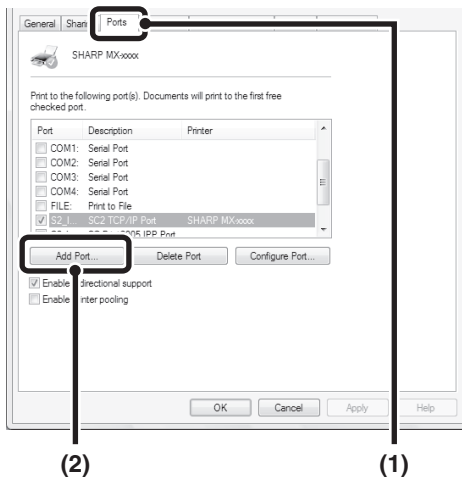 General Ports
SHARP MX-xxxx
Print to the following port(s). Documents will print to the first free
checked port.
Port Description Printer
COM1: Serial Port
COM2: Serial Port
COM3: Serial Port
COM4: Serial Port
FILE: Print to File
S2_I... SC2 TCP/IP Port SHARP MX-xxxx
Add Port... Delete Port Configure Port...
Enable directional support
Enable printer pooling
OK Cancel Apply Help
(2) (1)